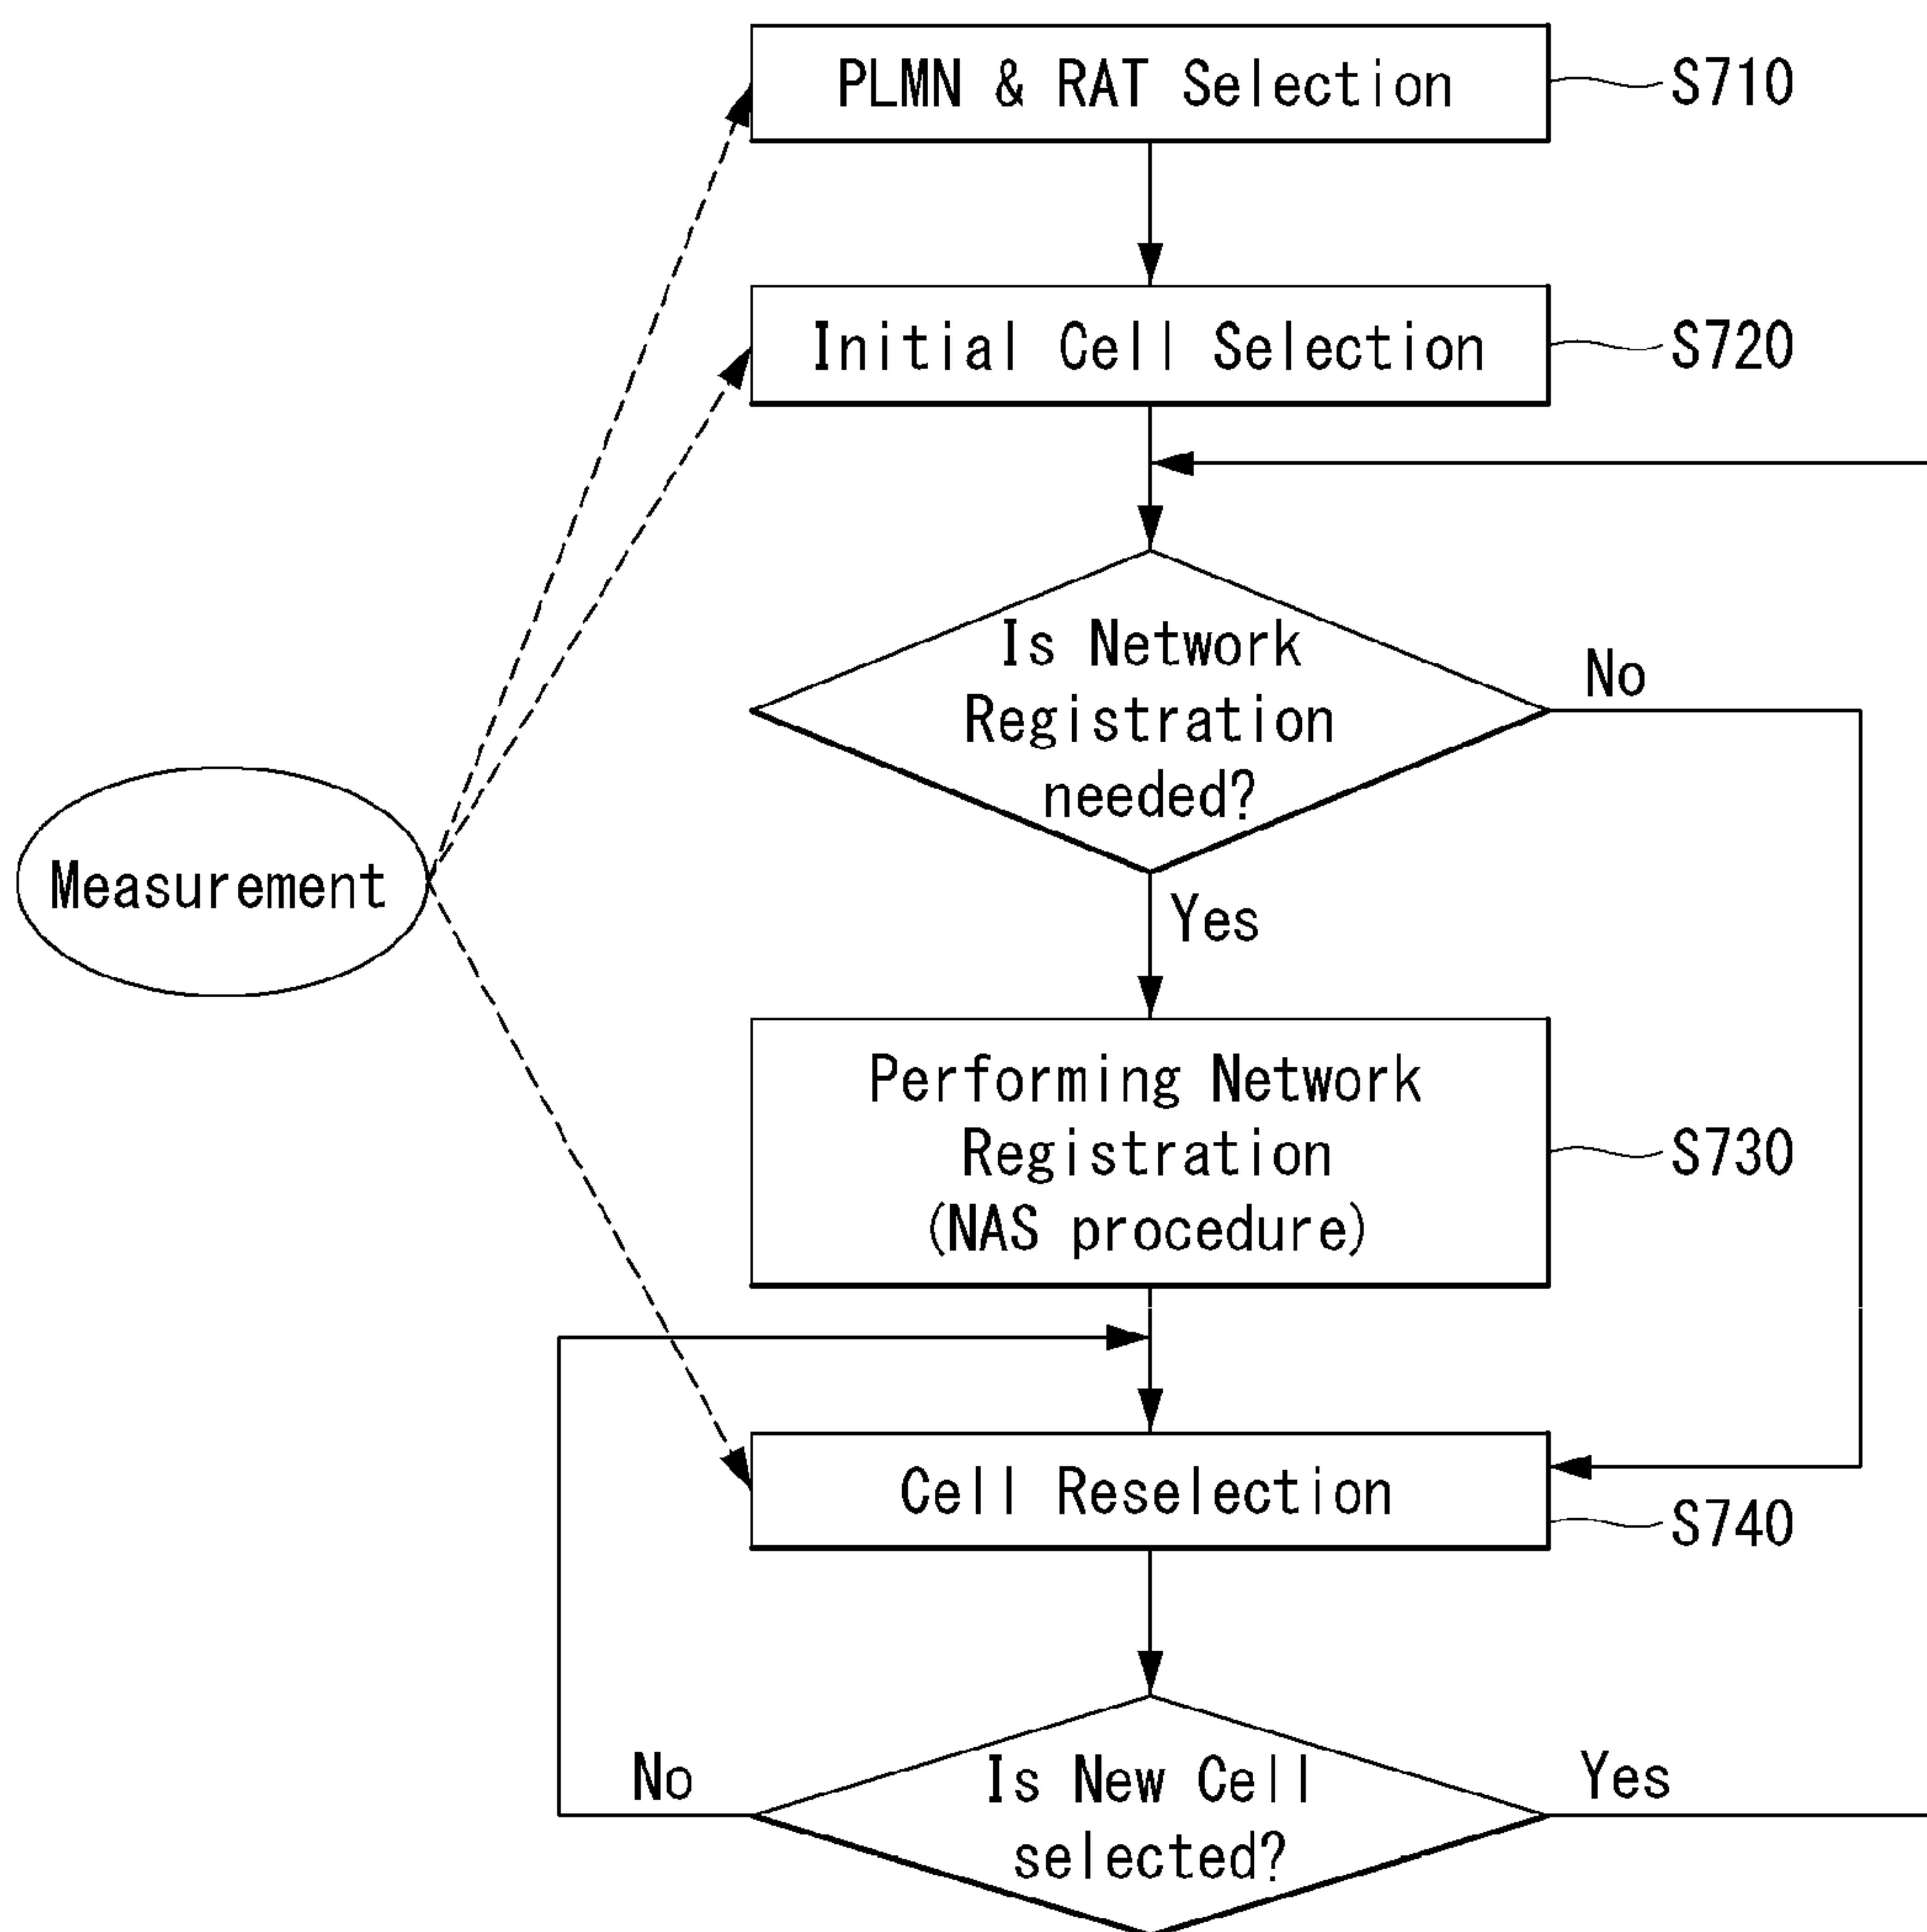 PLMN & RAT Selection
S710
Initial Cell Selection
S720
Is Network
Registration
needed?
No
Yes
Measurement
Performing Network
Registration
(NAS procedure)
S730
Cell Reselection
S740
Is New Cell
selected?
No
Yes